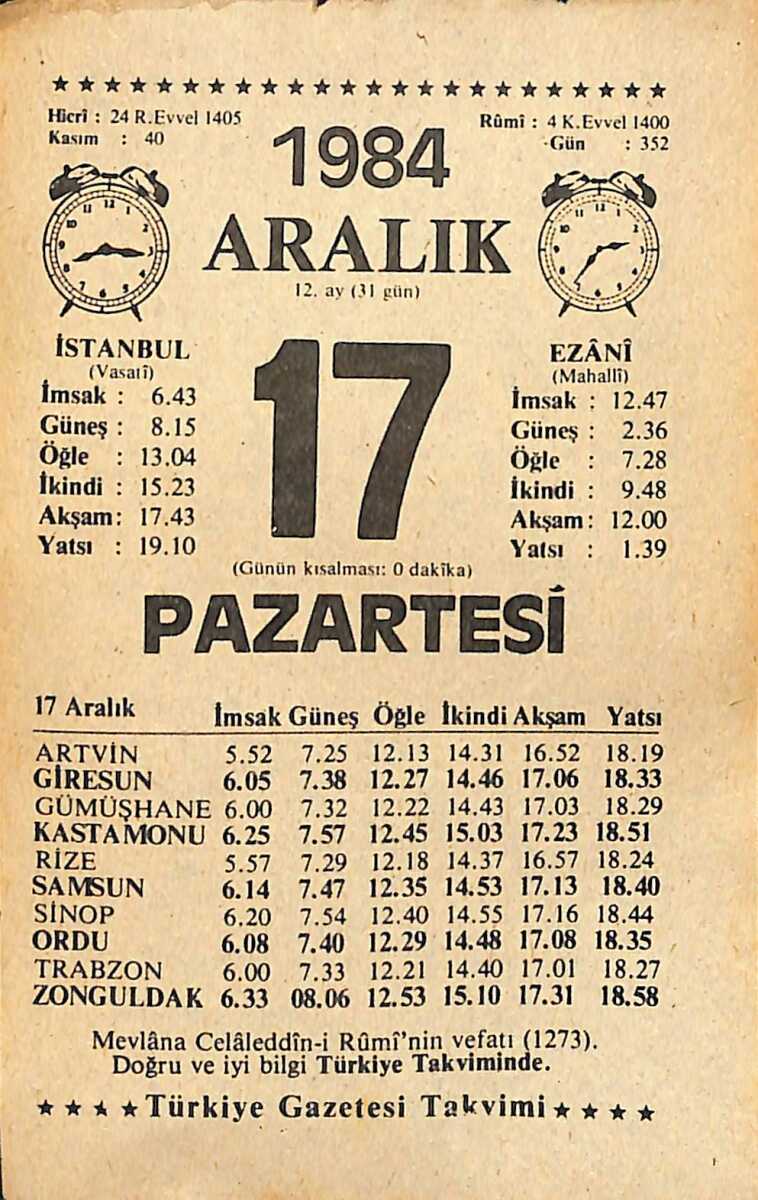 Hicrî : 24 R.Evvel 1405
Kasım : 40
1984
Rûmî : 4 K.Evvel 1400
Gün : 352
ARALIK
12. ay (31 gün)
İSTANBUL
(Vasatî)
İmsak : 6.43
Güneş : 8.15
Öğle : 13.04
İkindi : 15.23
Akşam: 17.43
Yatsı : 19.10
17
EZÂNÎ
(Mahallî)
İmsak : 12.47
Güneş : 2.36
Öğle : 7.28
İkindi : 9.48
Akşam: 12.00
Yatsı : 1.39
(Günün kısalması: 0 dakîka)
PAZARTESİ
17 Aralık İmsak Güneş Öğle İkindi Akşam Yatsı
ARTVİN 5.52 7.25 12.13 14.31 16.52 18.19
GİRESUN 6.05 7.38 12.27 14.46 17.06 18.33
GÜMÜŞHANE 6.00 7.32 12.22 14.43 17.03 18.29
KASTAMONU 6.25 7.57 12.45 15.03 17.23 18.51
RİZE 5.57 7.29 12.18 14.37 16.57 18.24
SAMSUN 6.14 7.47 12.35 14.53 17.13 18.40
SİNOP 6.20 7.54 12.40 14.55 17.16 18.44
ORDU 6.08 7.40 12.29 14.48 17.08 18.35
TRABZON 6.00 7.33 12.21 14.40 17.01 18.27
ZONGULDAK 6.33 08.06 12.53 15.10 17.31 18.58
Mevlâna Celâleddîn-i Rûmî'nin vefatı (1273).
Doğru ve iyi bilgi Türkiye Takviminde.
★ ★ ★ ★ Türkiye Gazetesi Takvimi ★ ★ ★ ★